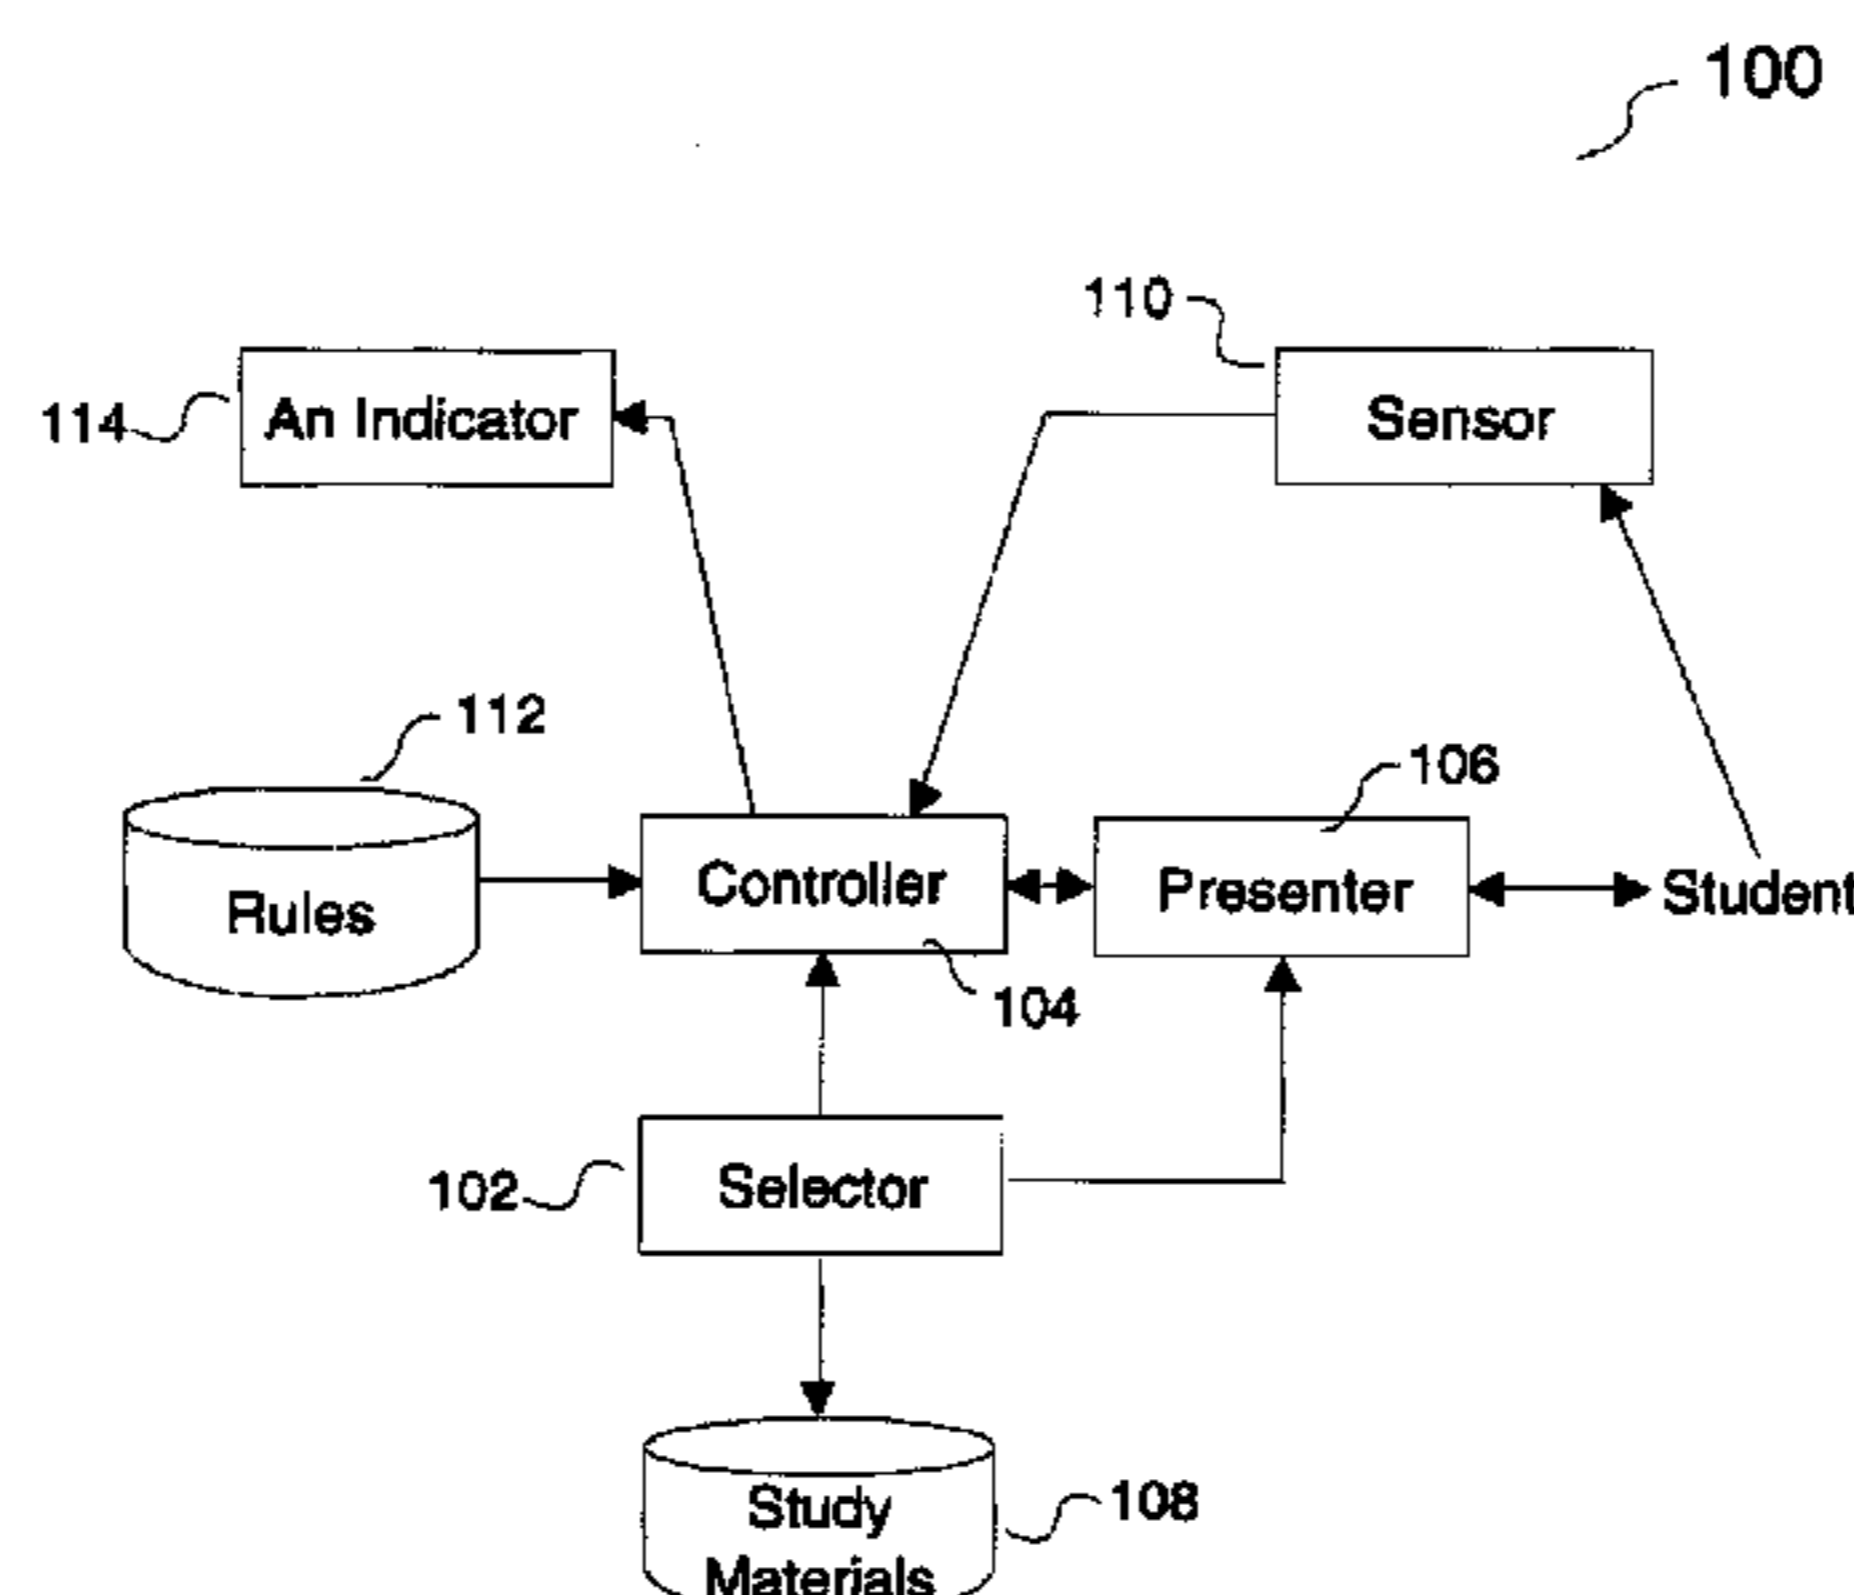 100
110
114
An Indicator
Sensor
112
106
Rules
Controller
Presenter
Student
104
102
Selector
108
Study
Materials